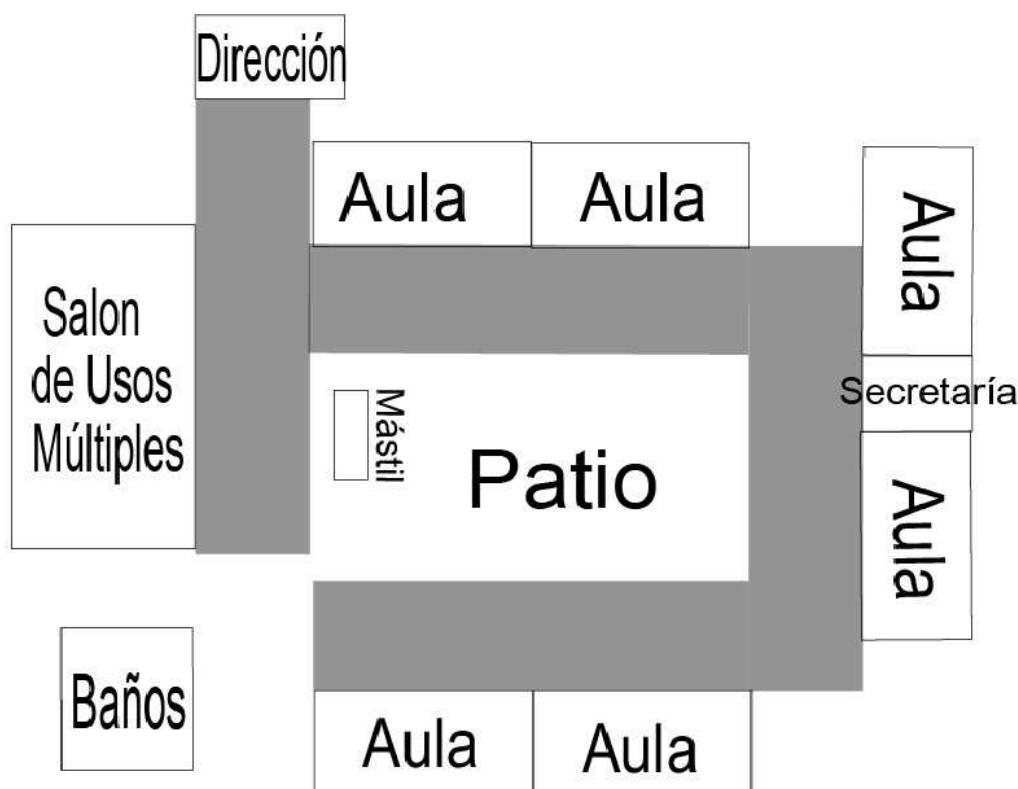 Dirección
Aula
Aula
Aula
Salon
de Usos
Múltiples
Mástil
Patio
Secretaría
Aula
Baños
Aula
Aula